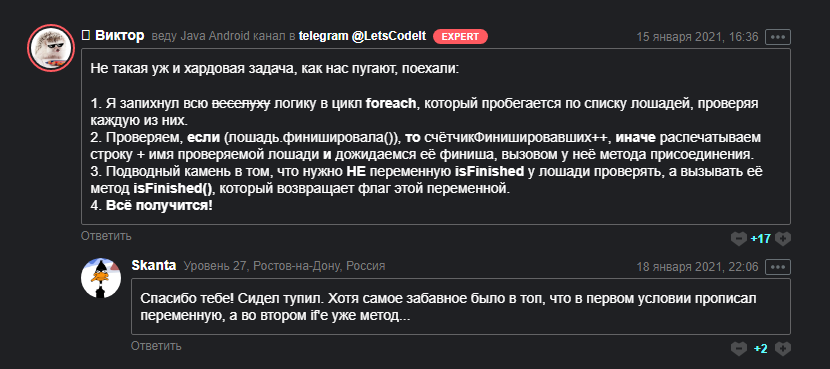 Виктор веду Java Android канал в telegram @LetsCodeIt EXPERT 15 января 2021, 16:36
Не такая уж и хардовая задача, как нас пугают, поехали:
1. Я запихнул всю веселуху логику в цикл foreach, который пробегается по списку лошадей, проверяя
каждую из них.
2. Проверяем, если (лошадь.финишировала()), то счётчикФинишировавших++, иначе распечатываем
строку + имя проверяемой лошади и дожидаемся её финиша, вызовом у неё метода присоединения.
3. Подводный камень в том, что нужно НЕ переменную isFinished у лошади проверять, а вызывать её
метод isFinished(), который возвращает флаг этой переменной.
4. Всё получится!
Ответить +17
Skanta Уровень 27, Ростов-на-Дону, Россия 18 января 2021, 22:06
Спасибо тебе! Сидел тупил. Хотя самое забавное было в топ, что в первом условии прописал
переменную, а во втором if'е уже метод...
Ответить +2